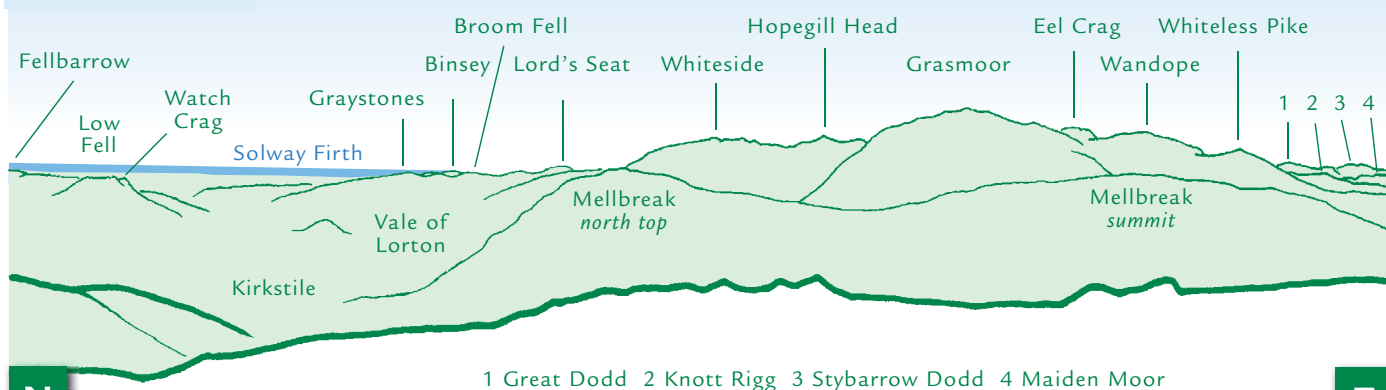 Broom Fell
Hopegill Head
Eel Crag
Whiteless Pike
Fellbarrow
Binsey
Lord's Seat
Whiteside
Grasmoor
Wandope
Watch
Crag
Graystones
Low
Fell
1 2 3 4
Solway Firth
Mellbreak
north top
Mellbreak
summit
Vale of
Lorton
Kirkstile
1 Great Dodd 2 Knott Rigg 3 Stybarrow Dodd 4 Maiden Moor